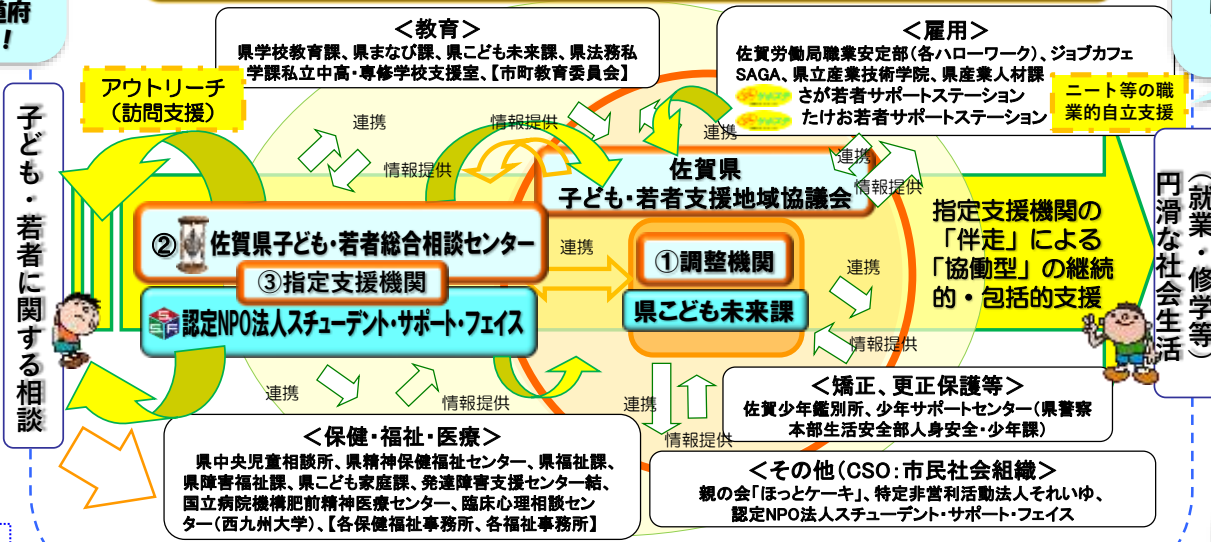 道府
!
<教育>
県学校教育課、県まなび課、県こども未来課、県法務私
学課私立中高・専修学校支援室、【市町教育委員会】
<雇用>
佐賀労働局職業安定部(各ハローワーク)、ジョブカフェ
SAGA、県立産業技術学院、県産業人材課
さが若者サポートステーション
たけお若者サポートステーション
ニート等の職
業的自立支援
アウトリーチ
(訪問支援)
子ども・若者に関する相談
連携
情報提供
情報提供
連携
連携
情報提供
佐賀県
子ども・若者支援地域協議会
②佐賀県子ども・若者総合相談センター
③指定支援機関
認定NPO法人スチューデント・サポート・フェイス
連携
①調整機関
県こども未来課
連携
情報提供
指定支援機関の
「伴走」による
「協働型」の継続
的・包括的支援
(就業・修学等)
円滑な社会生活
連携
情報提供
連携
情報提供
<矯正、更正保護等>
佐賀少年鑑別所、少年サポートセンター(県警察
本部生活安全部人身安全・少年課)
<保健・福祉・医療>
県中央児童相談所、県精神保健福祉センター、県福祉課、
県障害福祉課、県こども家庭課、発達障害支援センター結、
国立病院機構肥前精神医療センター、臨床心理相談セン
ター(西九州大学)、【各保健福祉事務所、各福祉事務所】
<その他(CSO:市民社会組織>
親の会「ほっとケーキ」、特定非営利活動法人それいゆ、
認定NPO法人スチューデント・サポート・フェイス